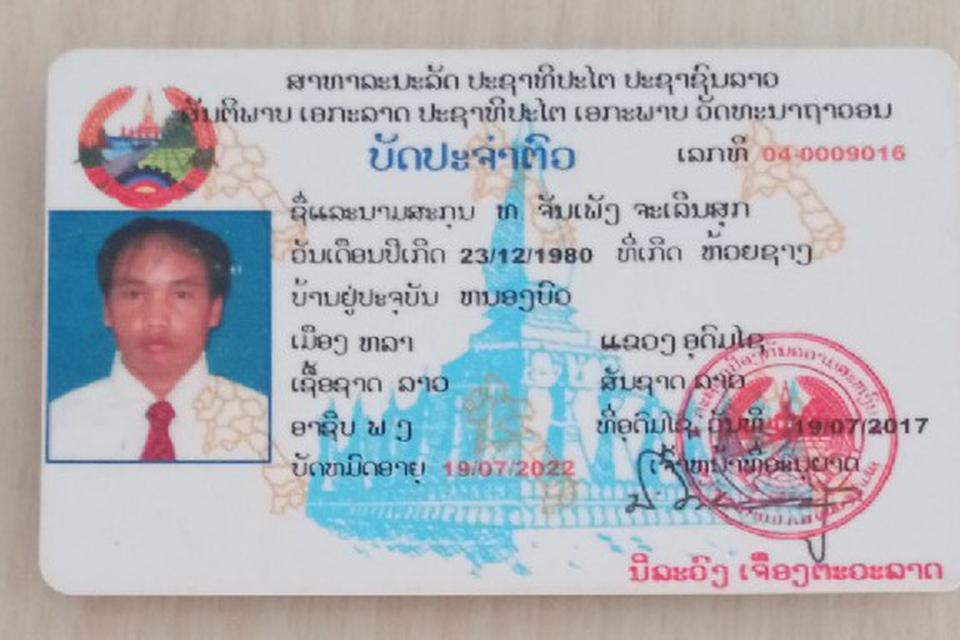 ສາທາລະນະລັດ ປະຊາທິປະໄຕ ປະຊາຊົນລາວ
ສັນຕິພາບ ເອກະລາດ ປະຊາທິປະໄຕ ເອກະພາບ ວັດທະນາຖາວອນ
ບັດປະຈຳຕົວ ເລກທີ 04-0009016
ຊື່ແລະນາມສະກຸນ ທ. ຈັນເພັງ ຈະເລີນສຸກ
ວັນເດືອນປີເກີດ 23/12/1980 ທີ່ເກີດ ຫ້ວຍຊາງ
ບ້ານຢູ່ປະຈຸບັນ ຫນອງບົວ
ເມືອງ ຫລາ ແຂວງ ອຸດົມໄຊ
ເຊື້ອຊາດ ລາວ ສັນຊາດ ລາວ
ອາຊີບ ພ ງ ທີ່ອຸດົມໄຊ, ວັນທີ 19/07/2017
ບັດຫມົດອາຍຸ 19/07/2022 ເຈົ້າຫນ້າທີ່ອະນຸຍາດ
ນິລະວົງ ເຈືອງຕະວະລາດ